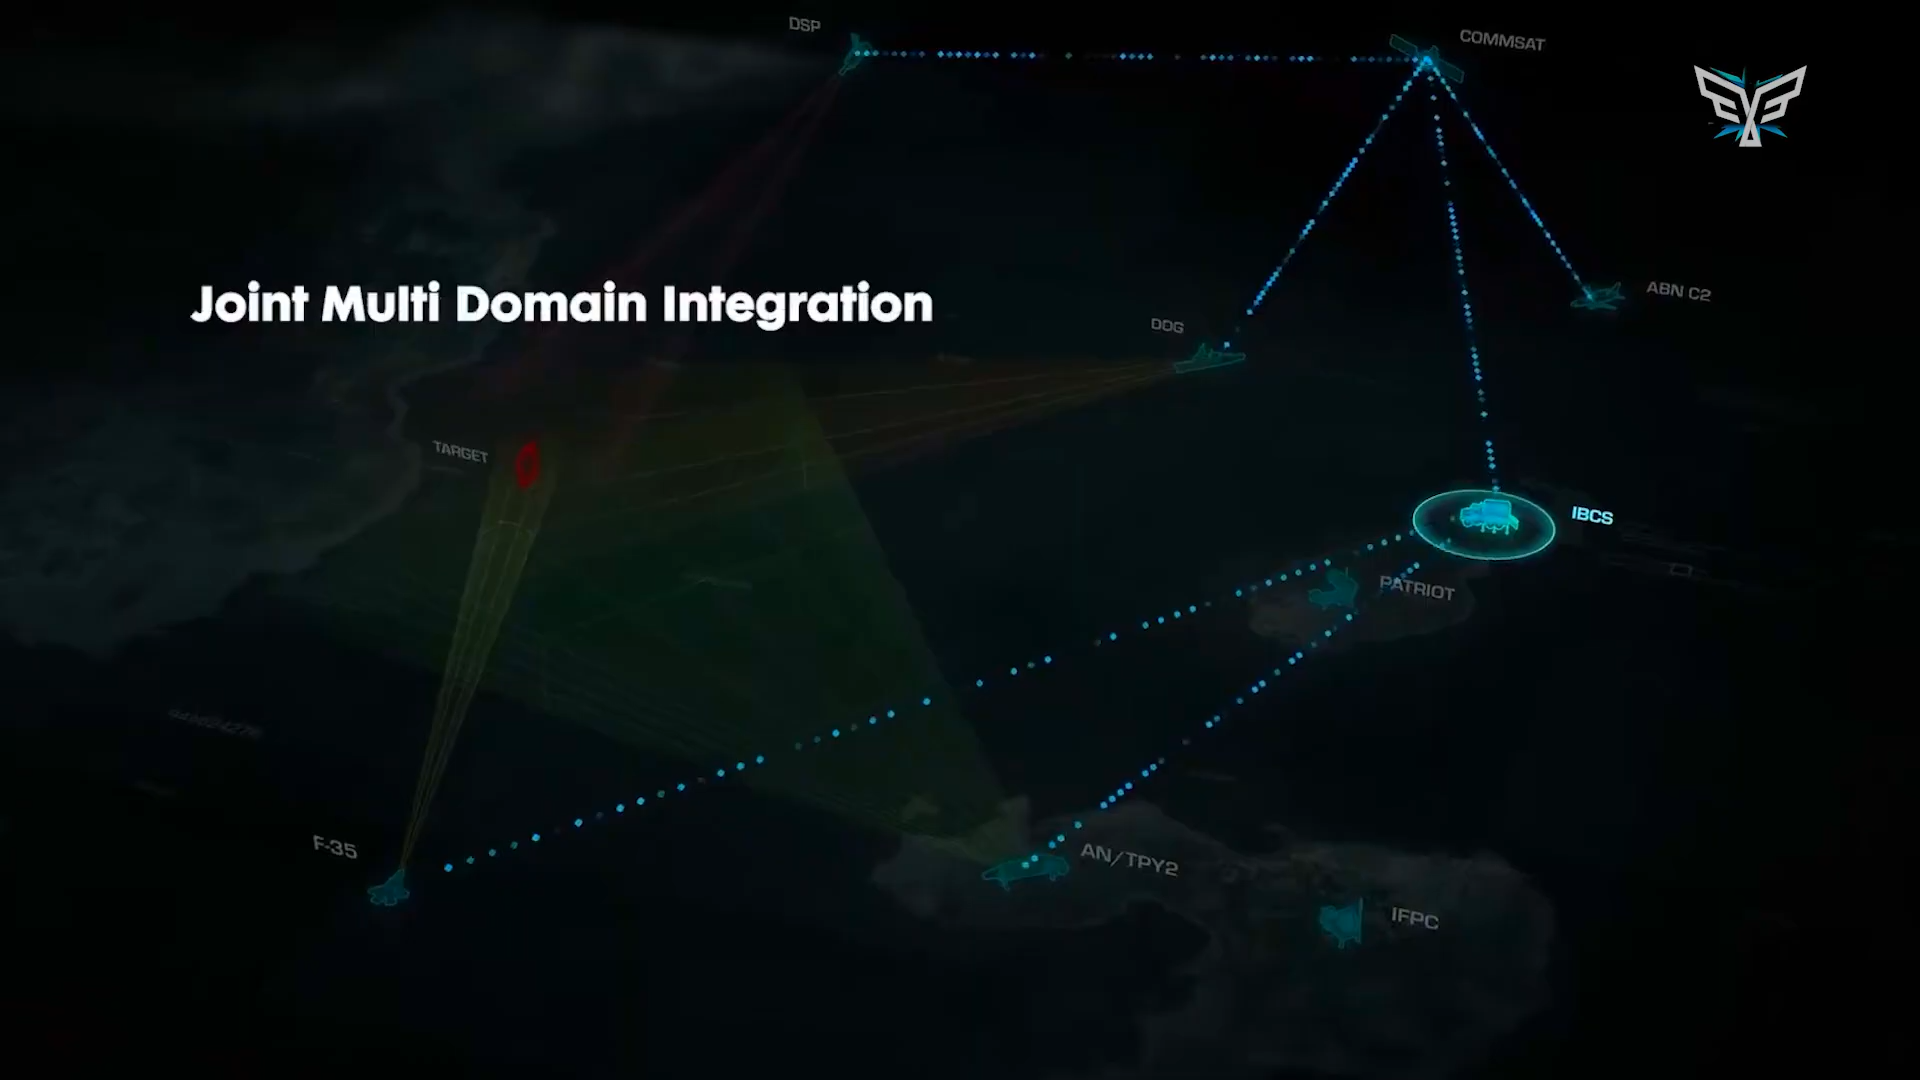 DSP
COMMSAT
ABN C2
Joint Multi Domain Integration
DDG
TARGET
IBCS
PATRIOT
F-35
AN/TPY2
IFPC